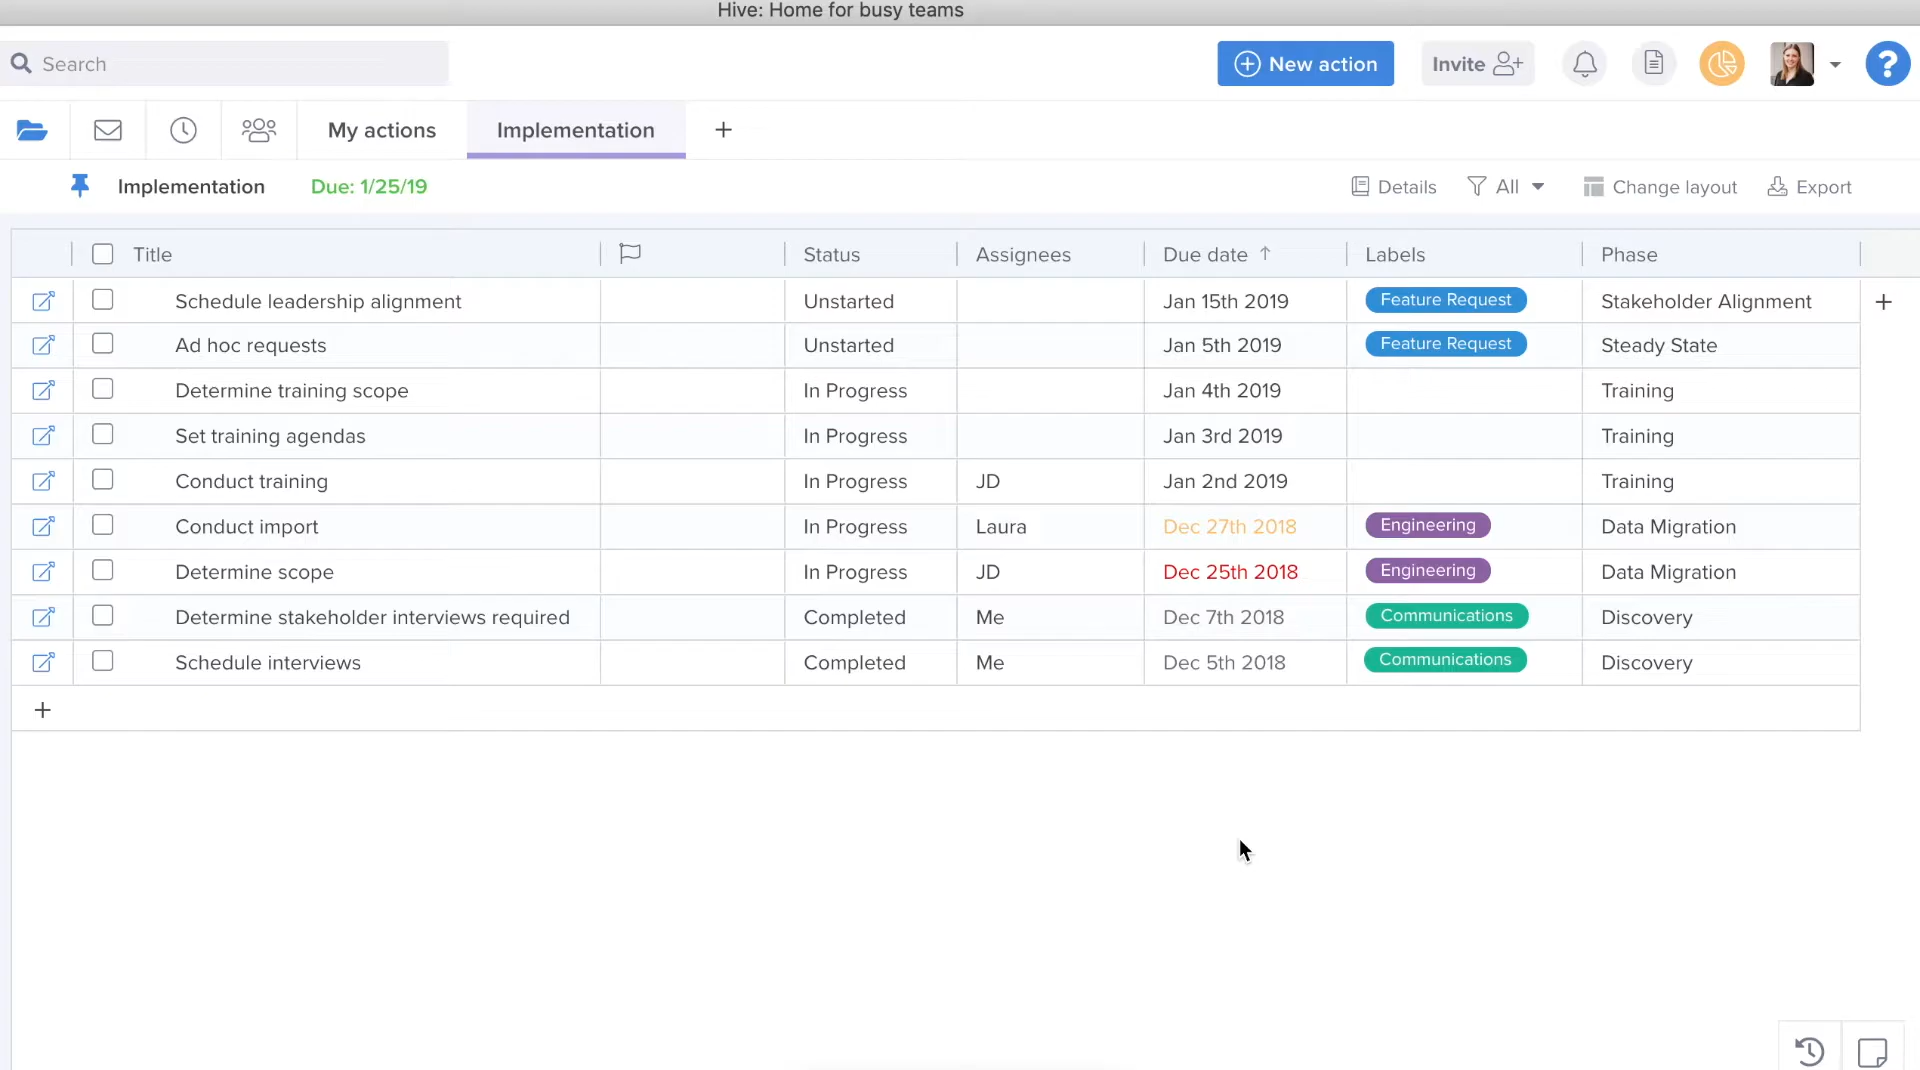 Hive: Home for busy teams
Search
New action
Invite
?
My actions
Implementation
+
Implementation
Due: 1/25/19
Details
All
Change layout
Export
Title
Status
Assignees
Due date ↑
Labels
Phase
Schedule leadership alignment Unstarted Jan 15th 2019 Feature Request Stakeholder Alignment +
Ad hoc requests Unstarted Jan 5th 2019 Feature Request Steady State
Determine training scope In Progress Jan 4th 2019 Training
Set training agendas In Progress Jan 3rd 2019 Training
Conduct training In Progress JD Jan 2nd 2019 Training
Conduct import In Progress Laura Dec 27th 2018 Engineering Data Migration
Determine scope In Progress JD Dec 25th 2018 Engineering Data Migration
Determine stakeholder interviews required Completed Me Dec 7th 2018 Communications Discovery
Schedule interviews Completed Me Dec 5th 2018 Communications Discovery
+